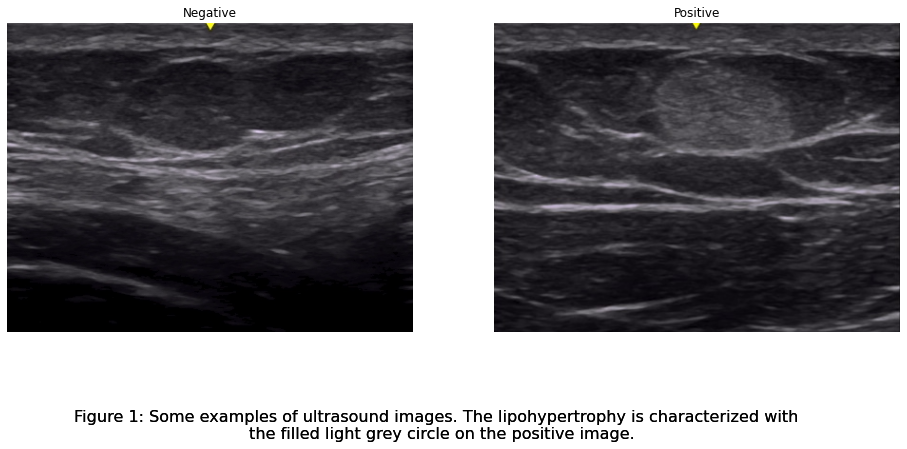 Negative
Positive
Figure 1: Some examples of ultrasound images. The lipohypertrophy is characterized with
the filled light grey circle on the positive image.